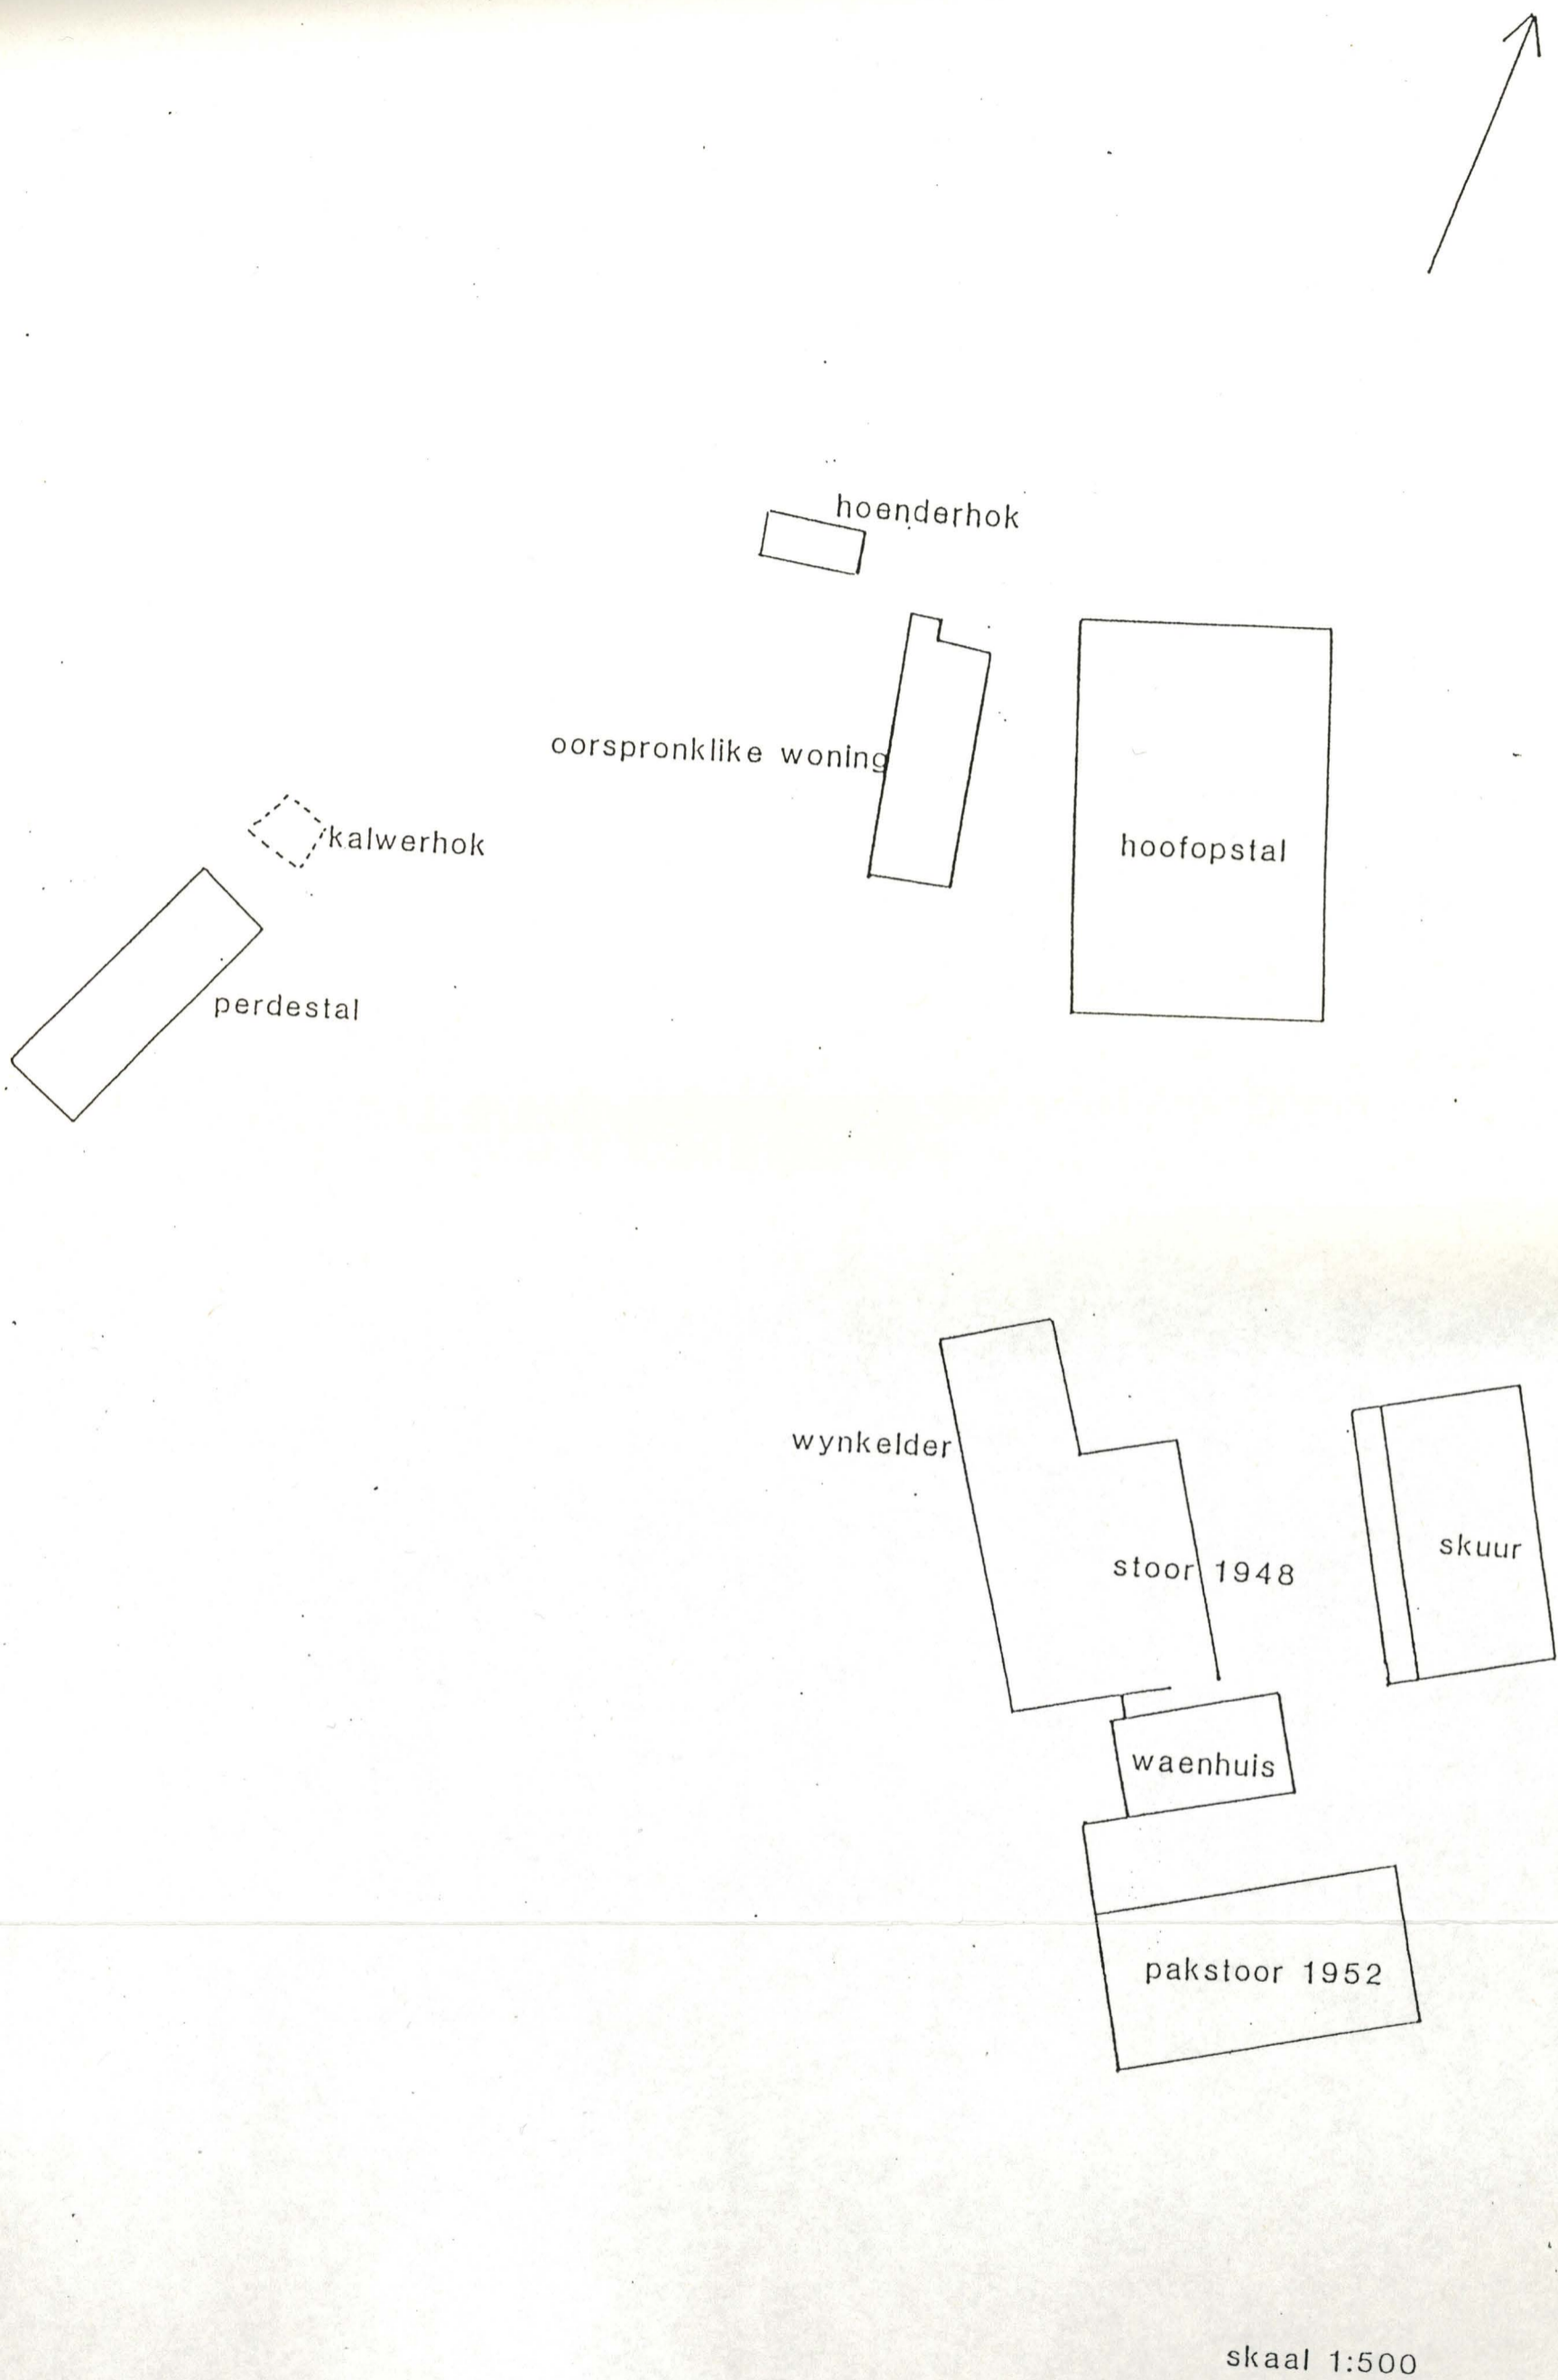 hoenderhok
oorspronklike woning
kalwerhok
hoofopstal
perdestal
wynkelder
skuur
stoor 1948
waenhuis
pakstoor 1952
skaal 1:500